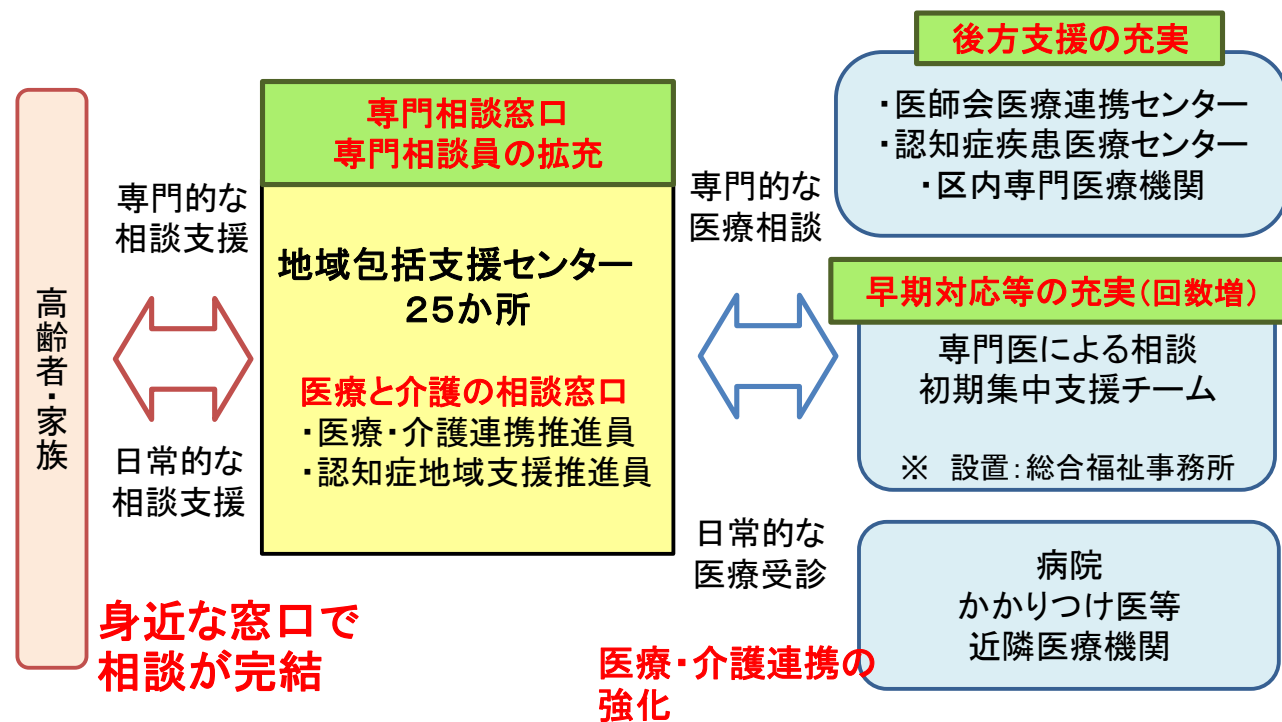 高齢者・家族
専門的な
相談支援
日常的な
相談支援
身近な窓口で
相談が完結
専門相談窓口
専門相談員の拡充
地域包括支援センター
25か所
医療と介護の相談窓口
・医療・介護連携推進員
・認知症地域支援推進員
専門的な
医療相談
日常的な
医療受診
医療・介護連携の
強化
後方支援の充実
・医師会医療連携センター
・認知症疾患医療センター
・区内専門医療機関
早期対応等の充実(回数増)
専門医による相談
初期集中支援チーム
※ 設置:総合福祉事務所
病院
かかりつけ医等
近隣医療機関